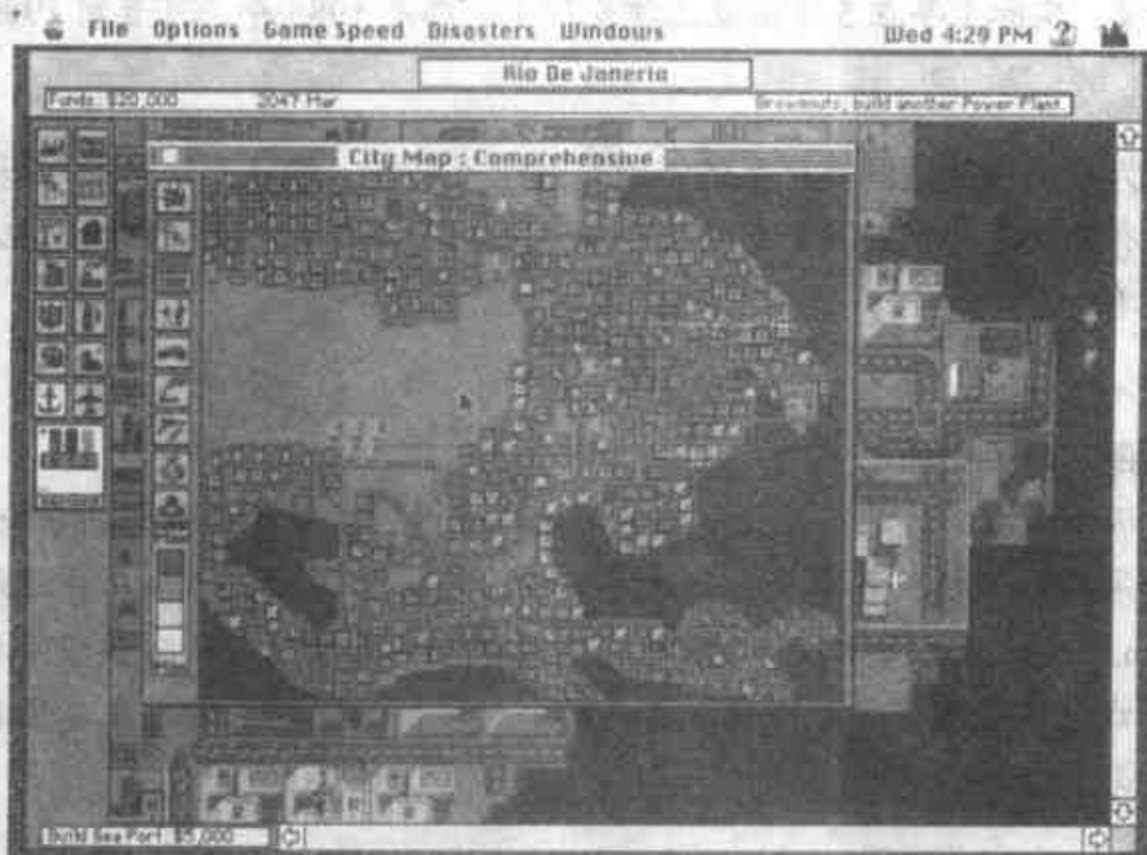 File Options Game Speed Disasters Windows Wed 4:29 PM
Rio De Janeria
Funds: $20,000 2047 Mar Brownouts, build another Power Plant.
City Map : Comprehensive
Build Sea Port $5,000